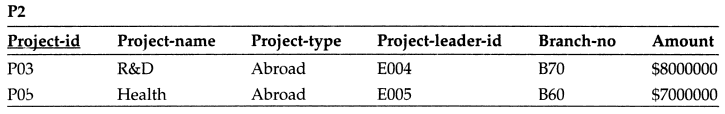 P2
Project-id Project-name Project-type Project-leader-id Branch-no Amount
P03 R&D Abroad E004 B70 $8000000
P05 Health Abroad E005 B60 $7000000